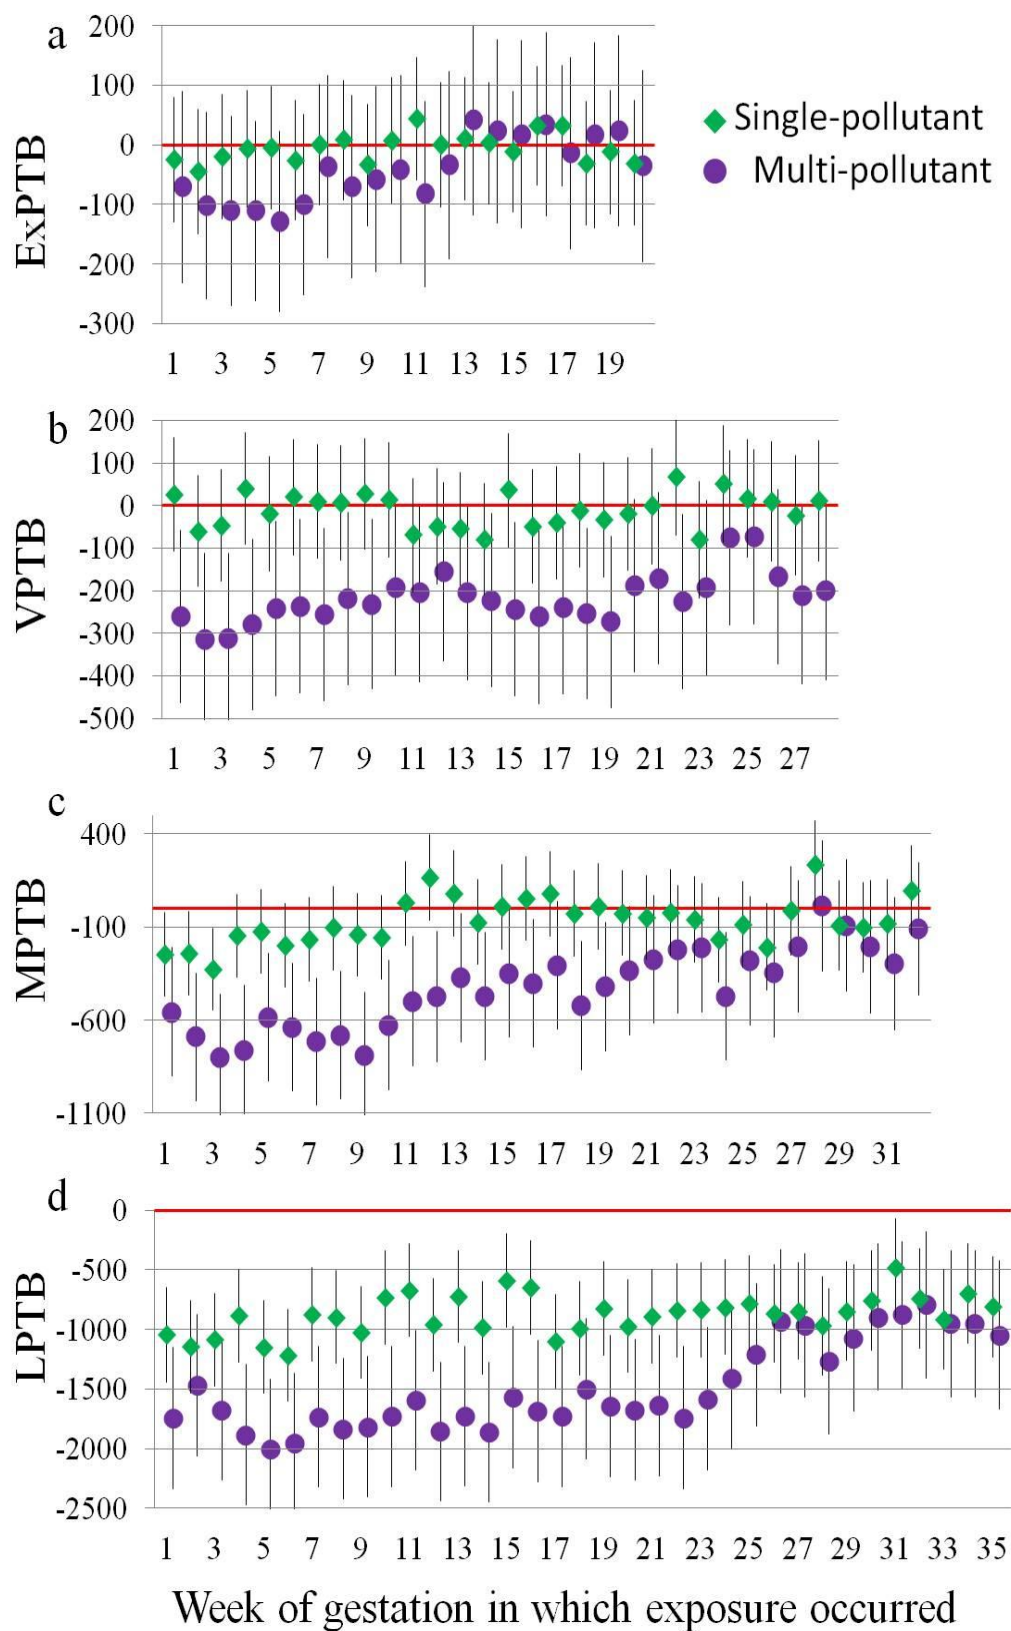 a
200
100
0
-100
-200
-300
ExPTB
1 3 5 7 9 11 13 15 17 19
Single-pollutant
Multi-pollutant
b
200
100
0
-100
-200
-300
-400
-500
VPTB
1 3 5 7 9 11 13 15 17 19 21 23 25 27
c
400
-100
-600
-1100
MPTB
1 3 5 7 9 11 13 15 17 19 21 23 25 27 29 31
d
0
-500
-1000
-1500
-2000
-2500
LPTB
1 3 5 7 9 11 13 15 17 19 21 23 25 27 29 31 33 35
Week of gestation in which exposure occurred